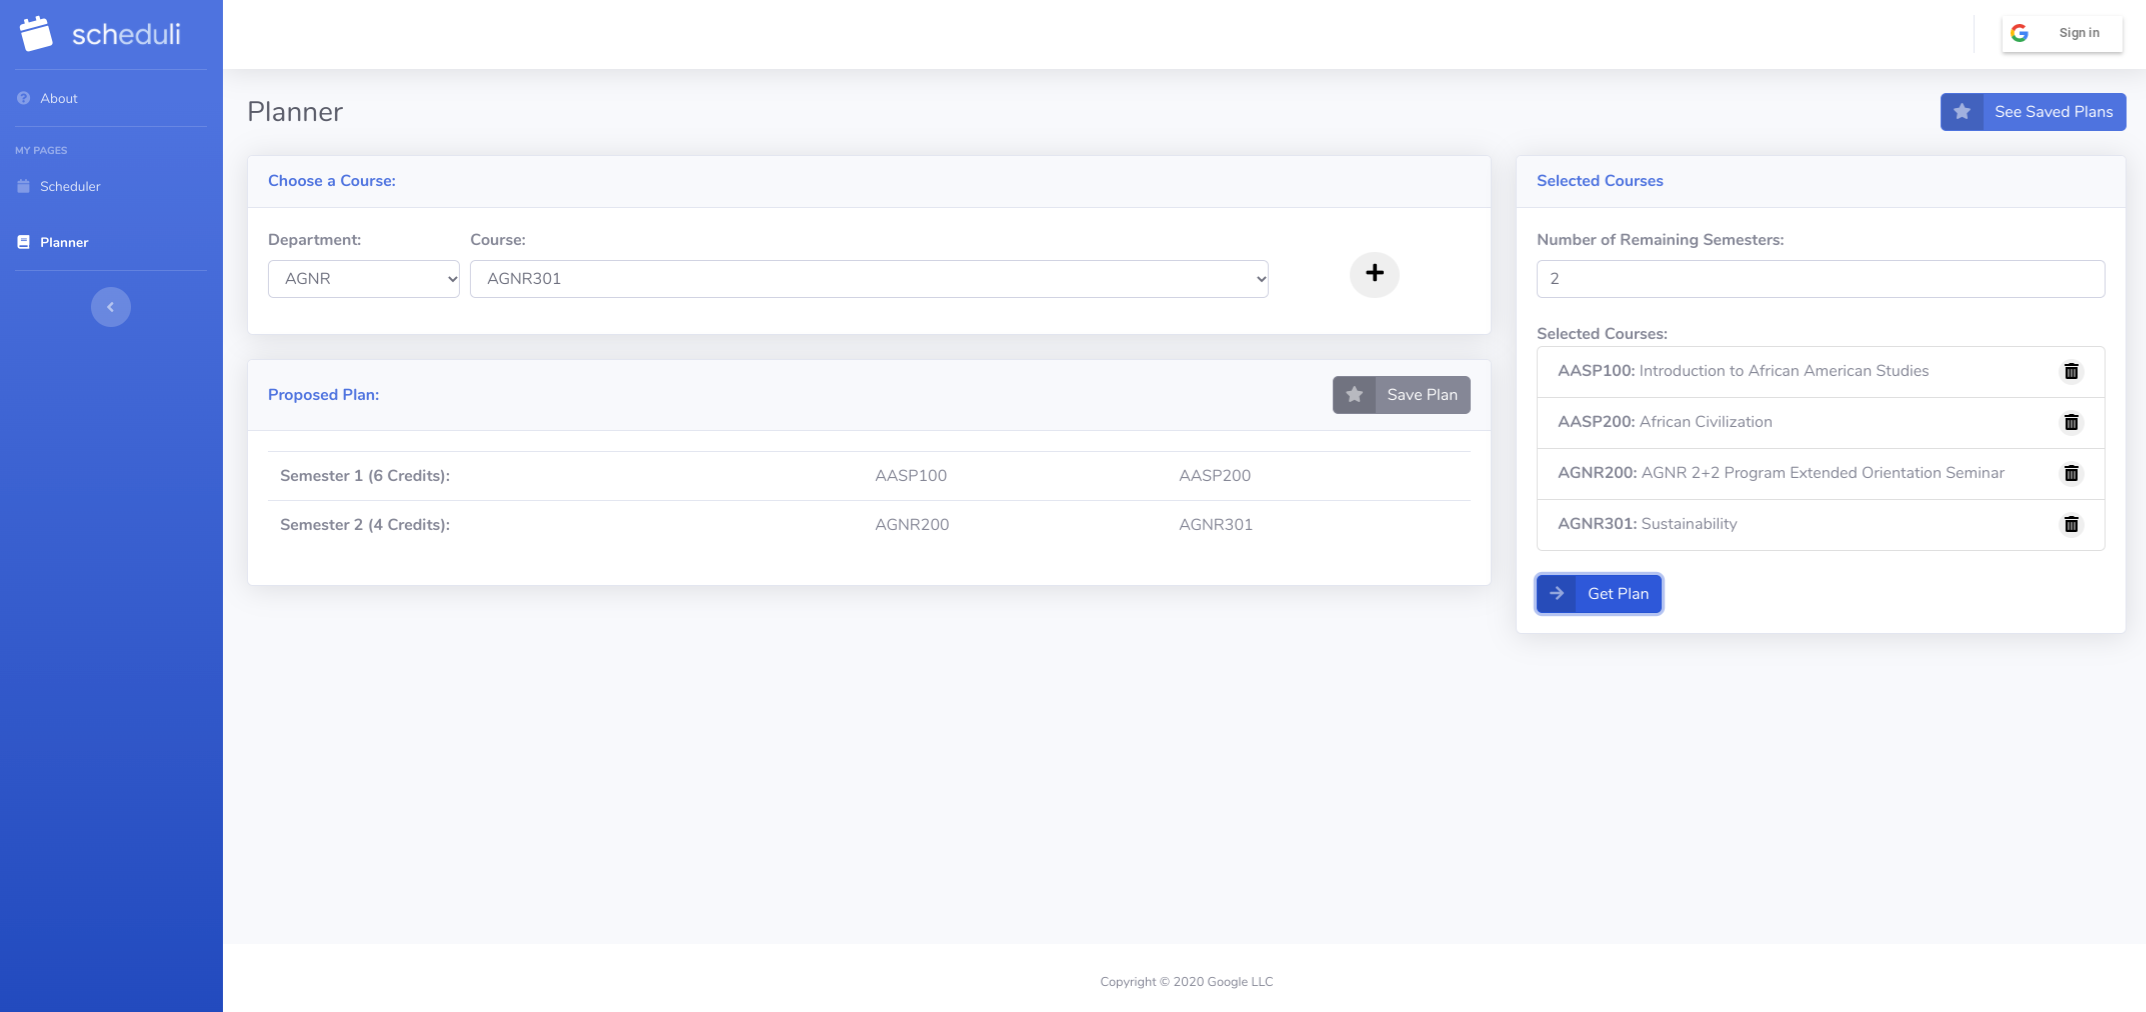 scheduli
Sign in
About
MY PAGES
Scheduler
Planner
Planner
See Saved Plans
Choose a Course:
Department:
Course:
AGNR
AGNR301
Proposed Plan:
Save Plan
Semester 1 (6 Credits):
AASP100
AASP200
Semester 2 (4 Credits):
AGNR200
AGNR301
Selected Courses
Number of Remaining Semesters:
2
Selected Courses:
AASP100: Introduction to African American Studies
AASP200: African Civilization
AGNR200: AGNR 2+2 Program Extended Orientation Seminar
AGNR301: Sustainability
Get Plan
Copyright © 2020 Google LLC